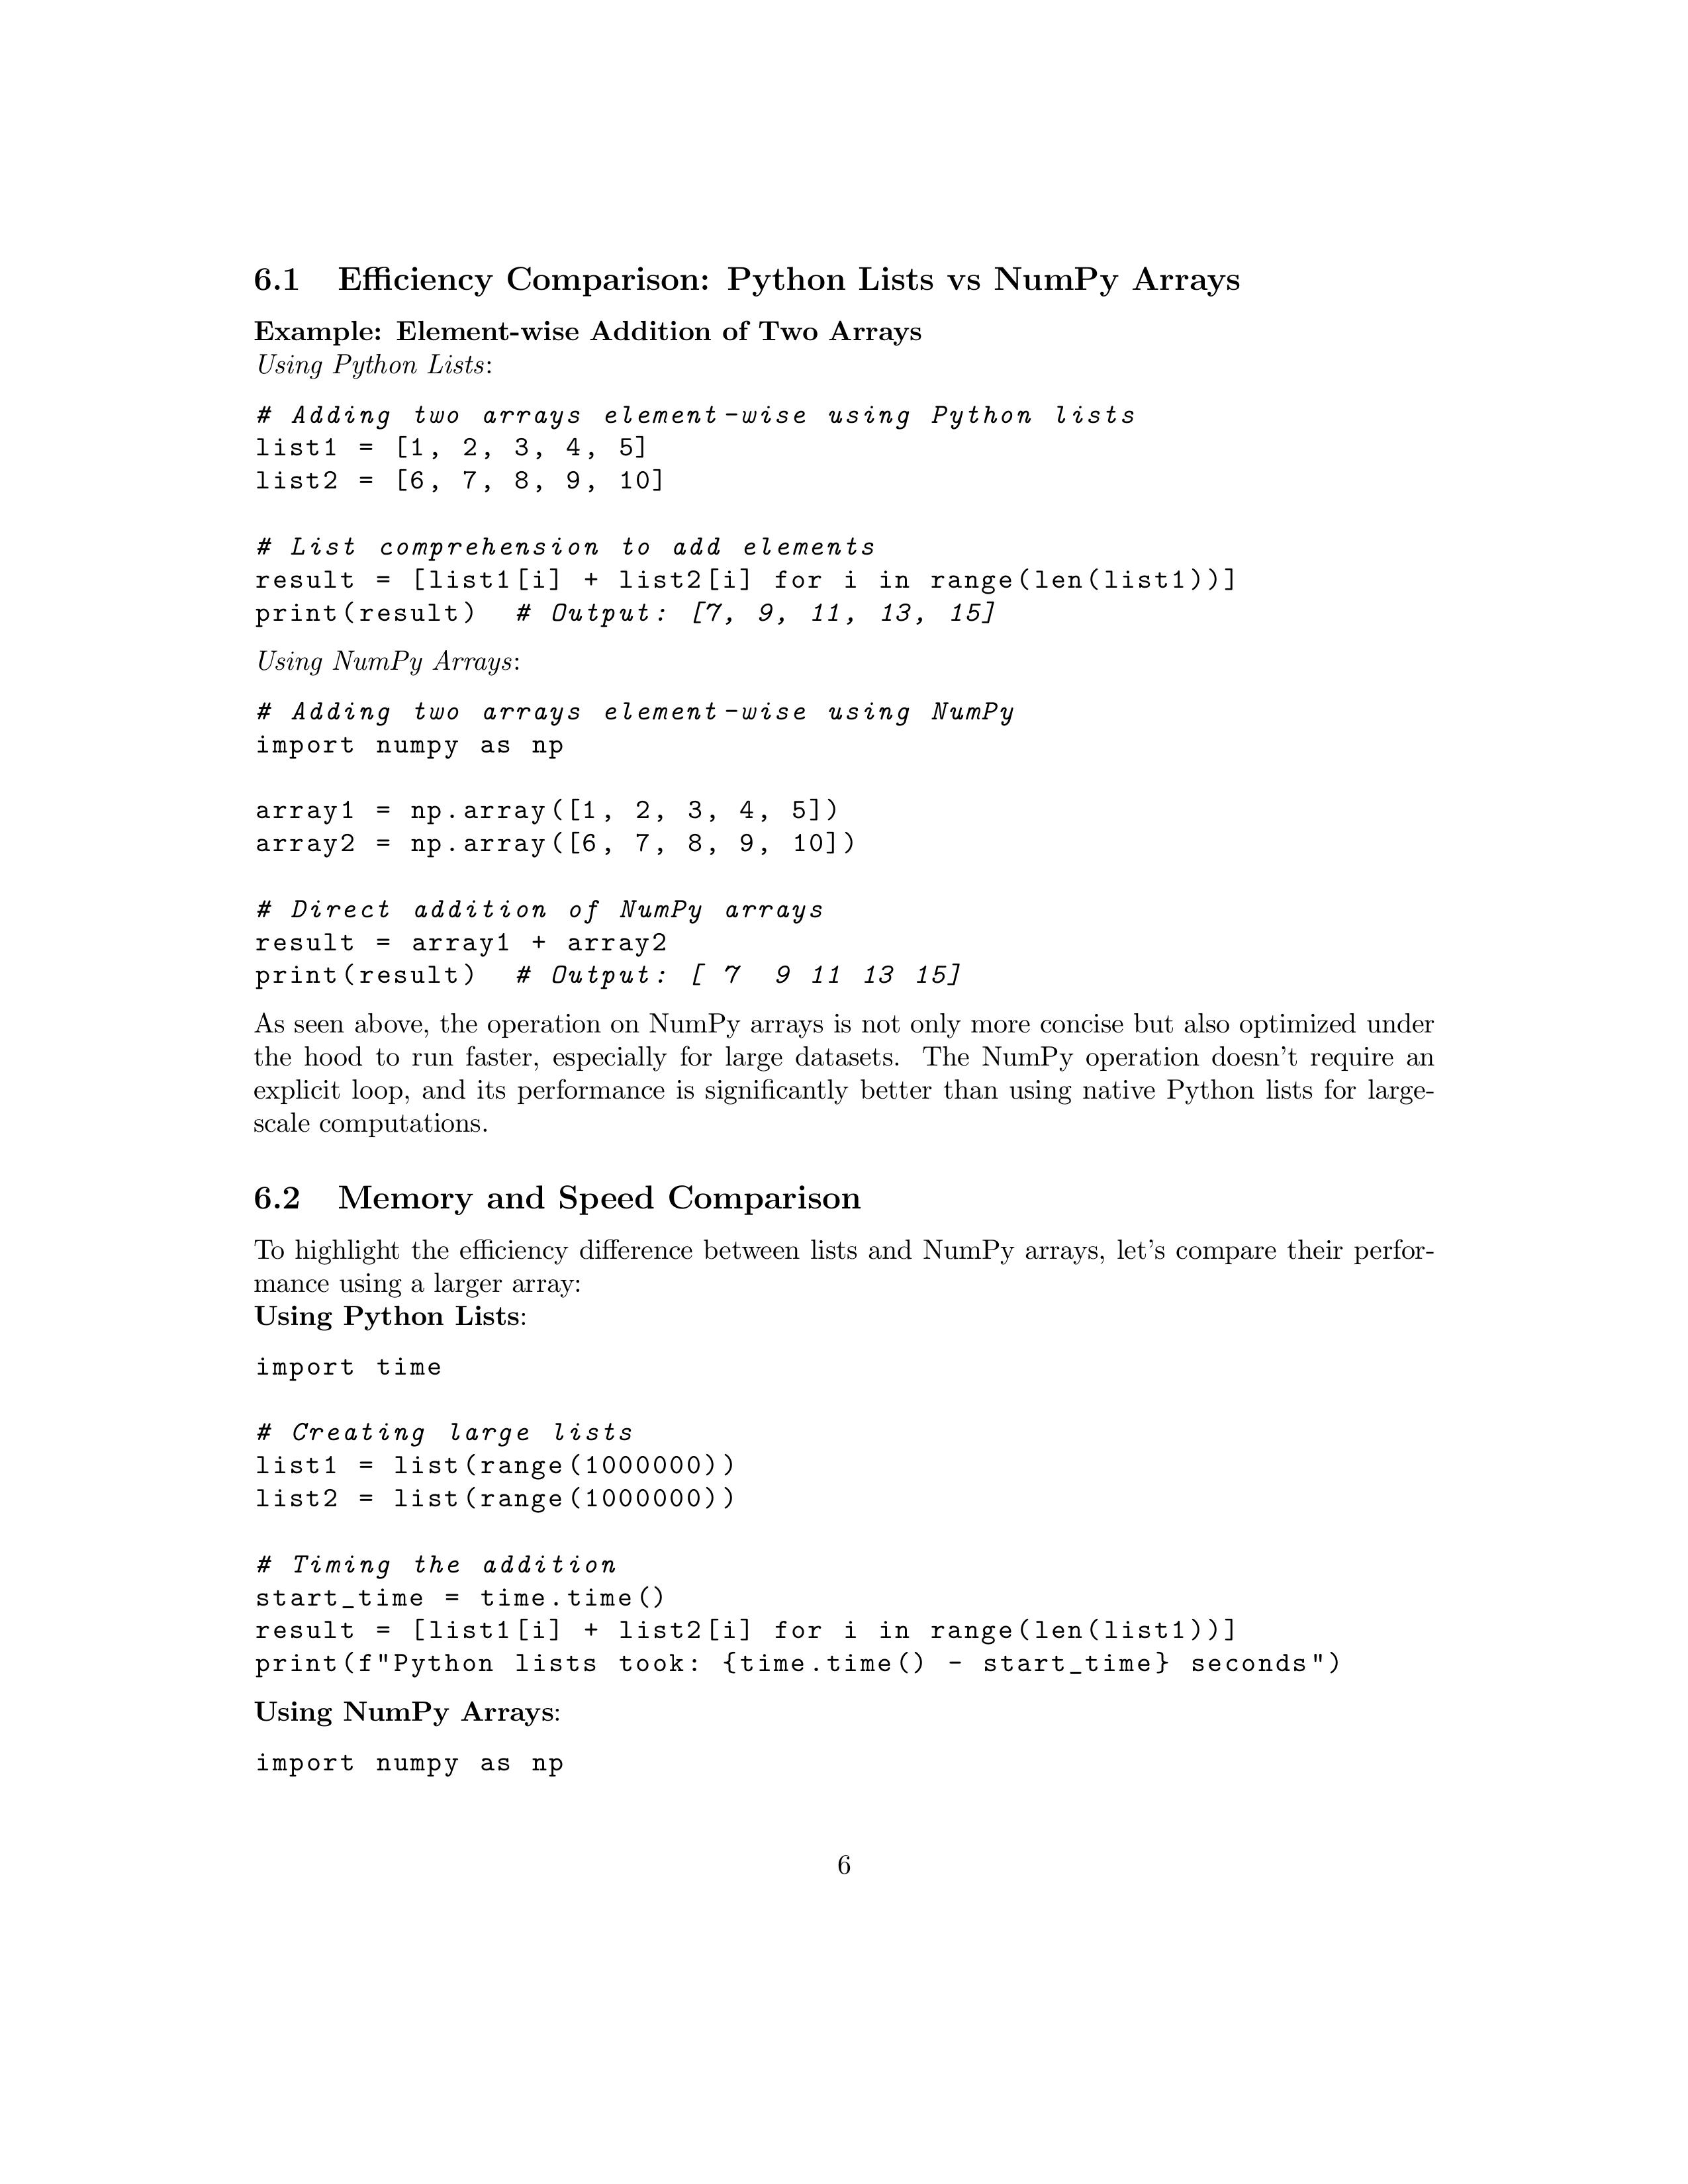 6.1 Efficiency Comparison: Python Lists vs NumPy Arrays
Example: Element-wise Addition of Two Arrays
Using Python Lists:
# Adding two arrays element-wise using Python lists
list1 = [1, 2, 3, 4, 5]
list2 = [6, 7, 8, 9, 10]
# List comprehension to add elements
result = [list1[i] + list2[i] for i in range(len(list1))]
print(result)  # Output: [7, 9, 11, 13, 15]
Using NumPy Arrays:
# Adding two arrays element-wise using NumPy
import numpy as np
array1 = np.array([1, 2, 3, 4, 5])
array2 = np.array([6, 7, 8, 9, 10])
# Direct addition of NumPy arrays
result = array1 + array2
print(result)  # Output: [ 7  9 11 13 15]
As seen above, the operation on NumPy arrays is not only more concise but also optimized under
the hood to run faster, especially for large datasets. The NumPy operation doesn't require an
explicit loop, and its performance is significantly better than using native Python lists for large-
scale computations.
6.2 Memory and Speed Comparison
To highlight the efficiency difference between lists and NumPy arrays, let's compare their perfor-
mance using a larger array:
Using Python Lists:
import time
# Creating large lists
list1 = list(range(1000000))
list2 = list(range(1000000))
# Timing the addition
start_time = time.time()
result = [list1[i] + list2[i] for i in range(len(list1))]
print(f"Python lists took: {time.time() - start_time} seconds")
Using NumPy Arrays:
import numpy as np
6